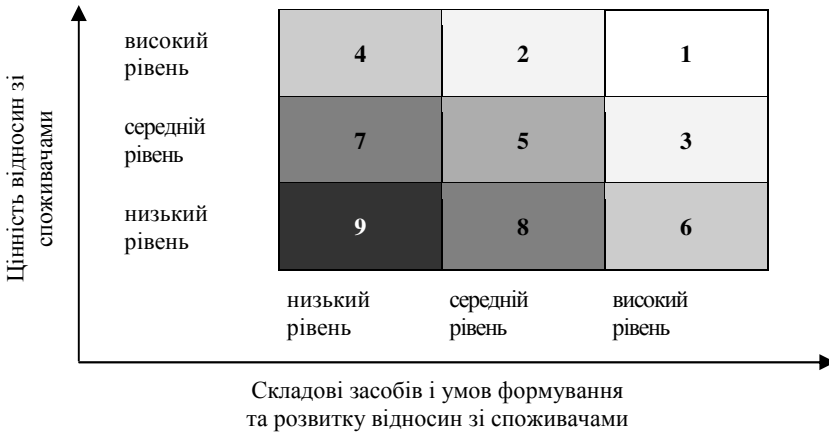 Цінність відносин зі
споживачами
високий
рівень
4
2
1
середній
рівень
7
5
3
низький
рівень
9
8
6
низький
рівень
середній
рівень
високий
рівень
Складові засобів і умов формування
та розвитку відносин зі споживачами